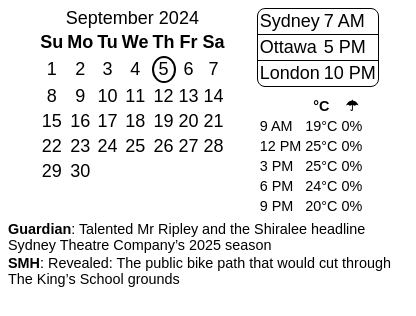 September 2024
Su Mo Tu We Th Fr Sa
1 2 3 4 5 6 7
8 9 10 11 12 13 14
15 16 17 18 19 20 21
22 23 24 25 26 27 28
29 30
Sydney 7 AM
Ottawa 5 PM
London 10 PM
°C ☂
9 AM 19°C 0%
12 PM 25°C 0%
3 PM 25°C 0%
6 PM 24°C 0%
9 PM 20°C 0%
Guardian: Talented Mr Ripley and the Shiralee headline
Sydney Theatre Company’s 2025 season
SMH: Revealed: The public bike path that would cut through
The King’s School grounds